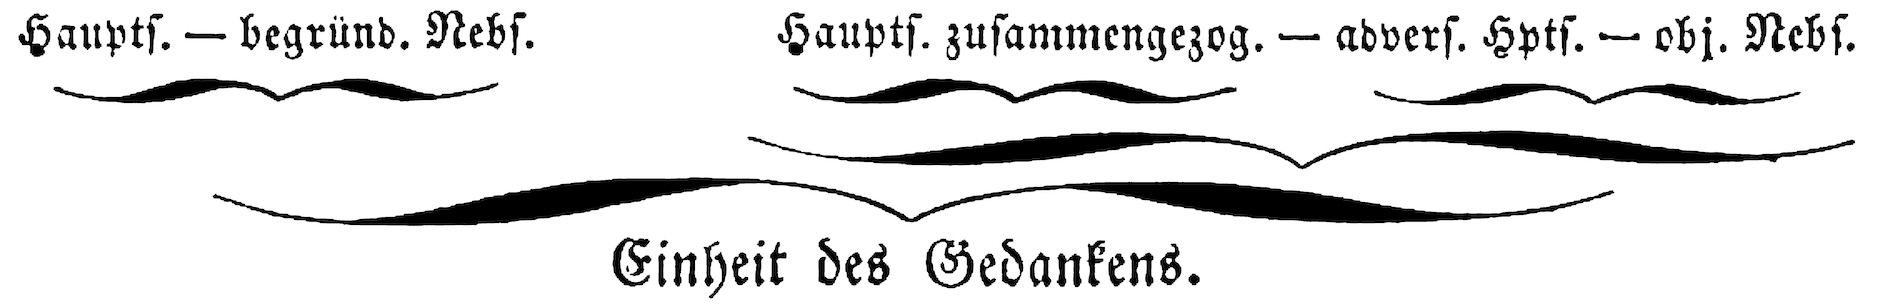 Hauptſ. — begründ. Nebſ. Hauptſ. zuſammengezog. — adverſ. Hptſ. — obj. Nebſ.
Einheit des Gedankens.